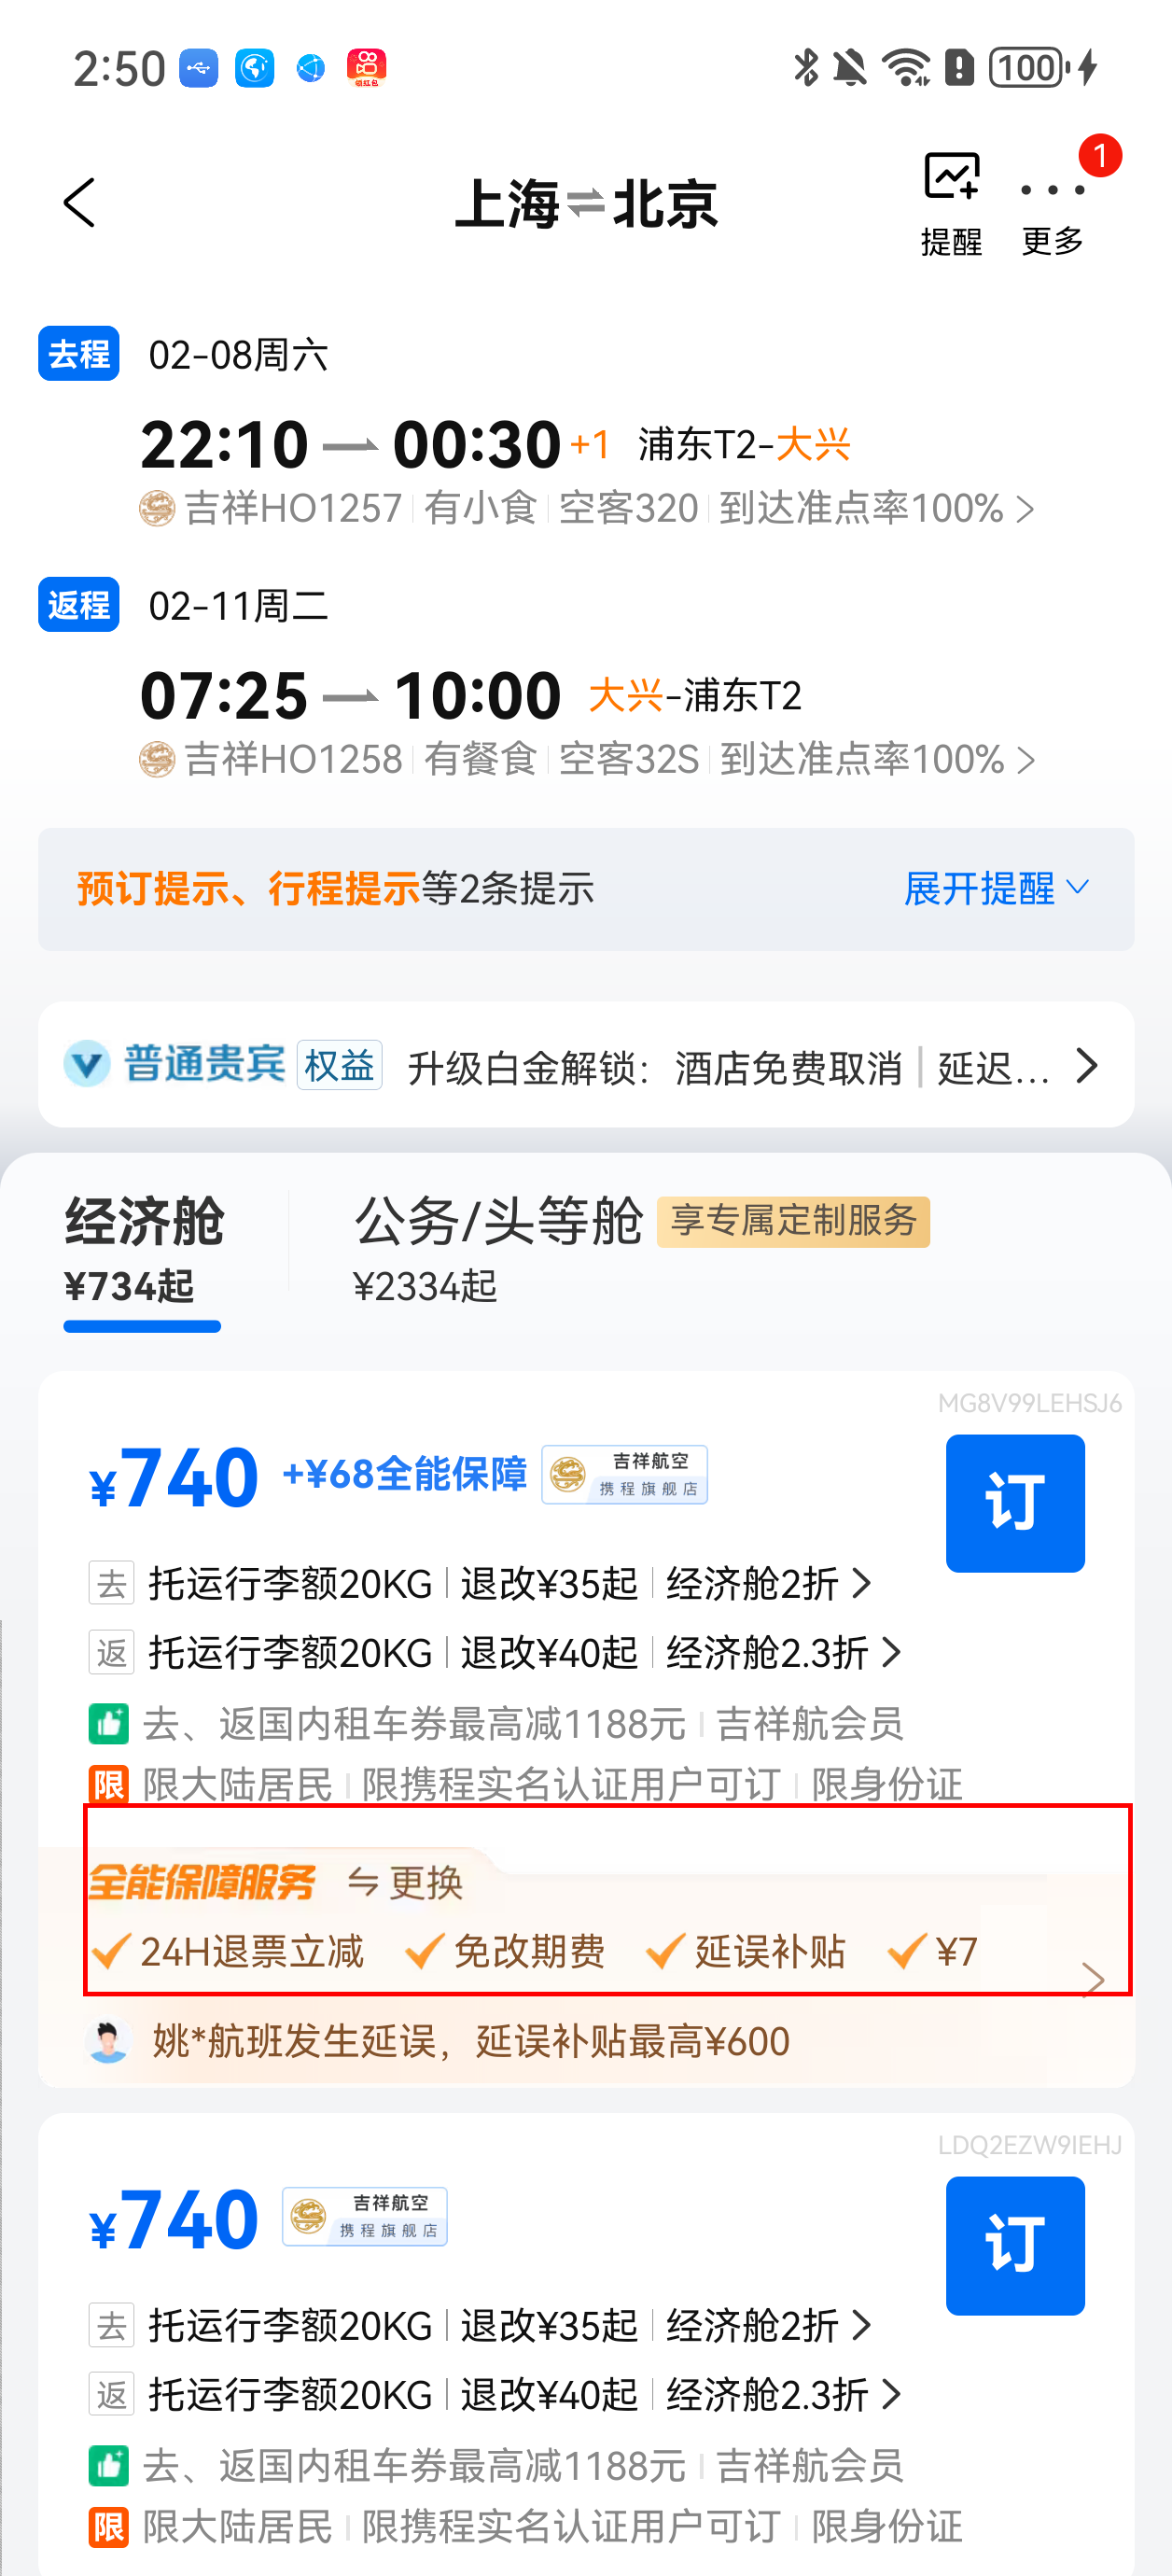 2:50 领红包 100
上海⇌北京
提醒 更多 1
去程 02-08周六
22:10 00:30 +1 浦东T2-大兴
吉祥HO1257 有小食 空客320 到达准点率100%
返程 02-11周二
07:25 10:00 大兴-浦东T2
吉祥HO1258 有餐食 空客32S 到达准点率100%
预订提示、行程提示等2条提示 展开提醒
普通贵宾 权益 升级白金解锁：酒店免费取消 | 延迟...
经济舱 公务/头等舱 享专属定制服务
¥734起 ¥2334起
MG8V99LEHSJ6
¥740 +¥68全能保障 吉祥航空 携程旗舰店 订
去 托运行李额20KG 退改¥35起 经济舱2折
返 托运行李额20KG 退改¥40起 经济舱2.3折
去、返国内租车券最高减1188元 吉祥航会员
限 限大陆居民 限携程实名认证用户可订 限身份证
全能保障服务 更换
24H退票立减 免改期费 延误补贴 ¥7
姚*航班发生延误，延误补贴最高¥600
LDQ2EZW9IEHJ
¥740 吉祥航空 携程旗舰店 订
去 托运行李额20KG 退改¥35起 经济舱2折
返 托运行李额20KG 退改¥40起 经济舱2.3折
去、返国内租车券最高减1188元 吉祥航会员
限 限大陆居民 限携程实名认证用户可订 限身份证